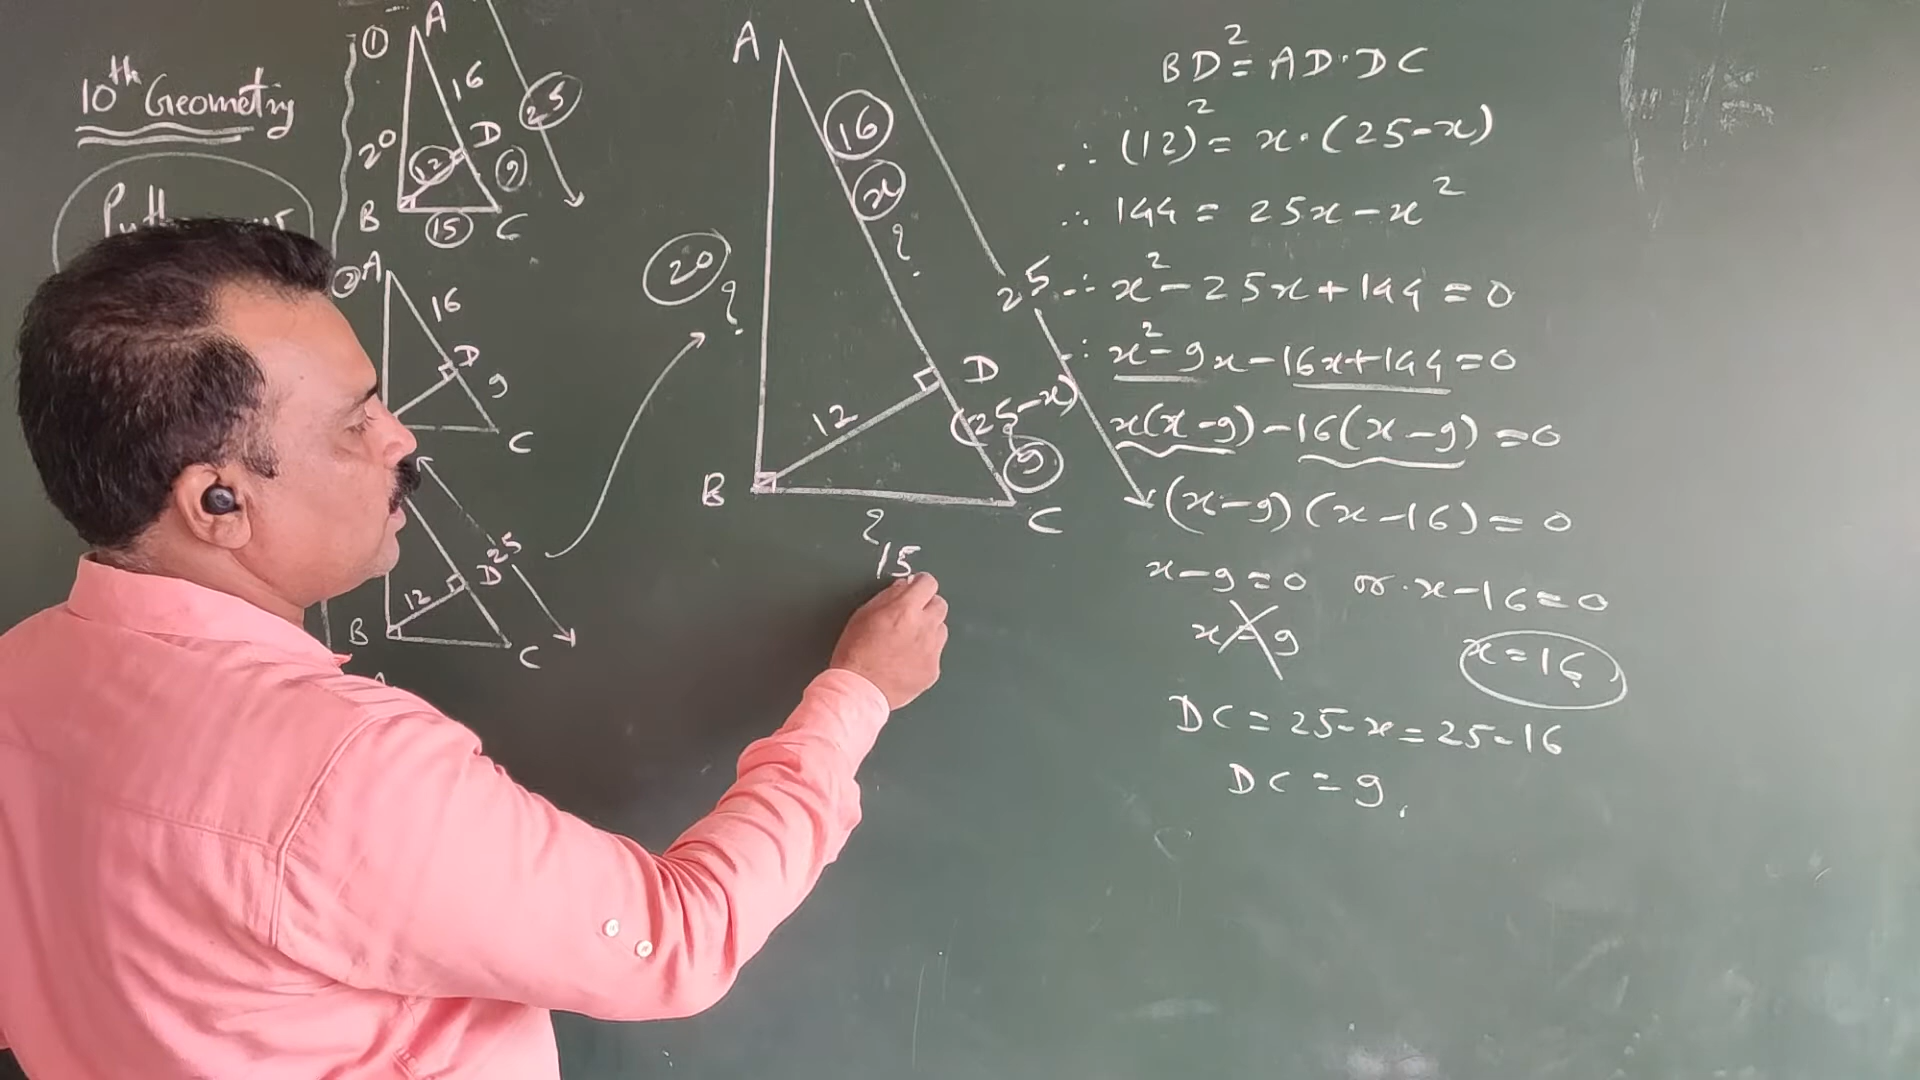 10th Geometry
① A
16
20
D
12
9
B
15
C
25
② A
16
D
9
C
25
D
12
B
C
A
16
x
?
20
?
25
D
12
(25-x)
9
B
C
?
15
BD² = AD·DC
∴ (12)² = x·(25-x)
∴ 144 = 25x-x²
∴ x²-25x+144=0
∴ x²-9x-16x+144=0
x(x-9)-16(x-9)=0
(x-9)(x-16)=0
x-9=0 or x-16=0
x=9 x=16
DC=25-x=25-16
DC=9